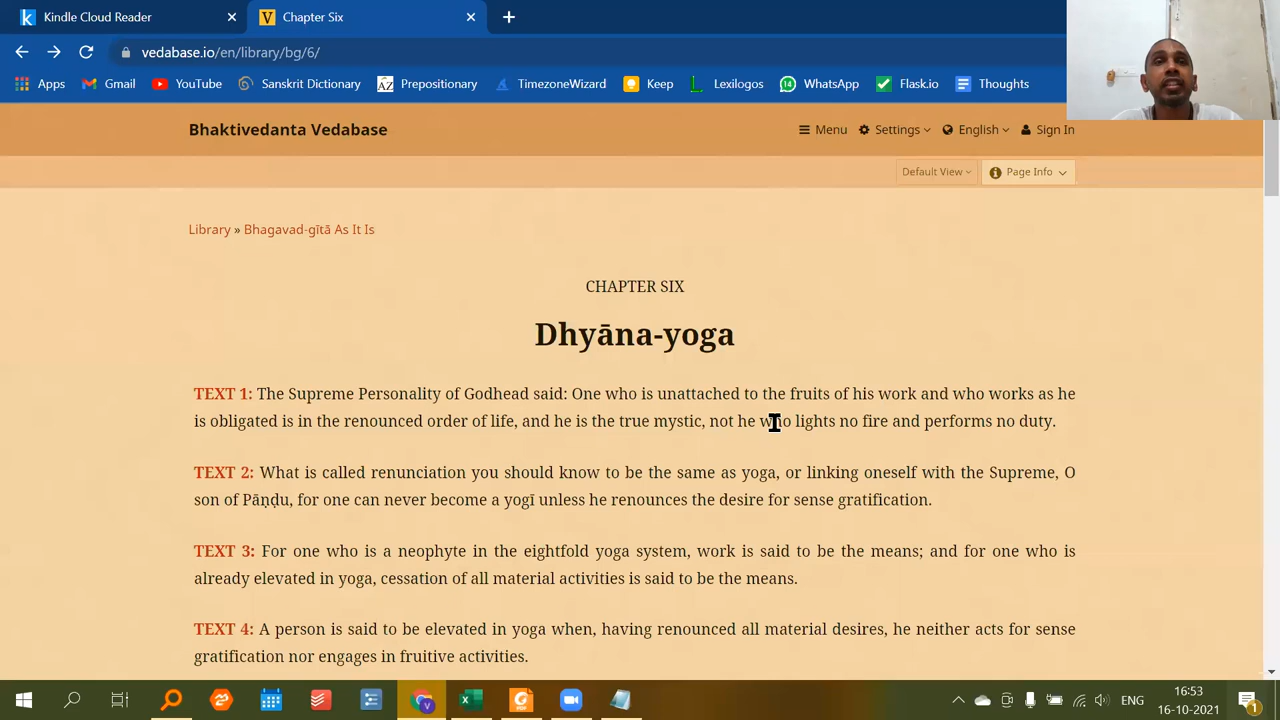 Kindle Cloud Reader
Chapter Six
vedabase.io/en/library/bg/6/
Apps Gmail YouTube Sanskrit Dictionary Prepositionary TimezoneWizard Keep Lexilogos WhatsApp Flask.io Thoughts
Bhaktivedanta Vedabase
Menu Settings English Sign In
Default View Page Info
Library » Bhagavad-gītā As It Is
CHAPTER SIX
Dhyāna-yoga
TEXT 1: The Supreme Personality of Godhead said: One who is unattached to the fruits of his work and who works as he
is obligated is in the renounced order of life, and he is the true mystic, not he who lights no fire and performs no duty.
TEXT 2: What is called renunciation you should know to be the same as yoga, or linking oneself with the Supreme, O
son of Pāṇḍu, for one can never become a yogī unless he renounces the desire for sense gratification.
TEXT 3: For one who is a neophyte in the eightfold yoga system, work is said to be the means; and for one who is
already elevated in yoga, cessation of all material activities is said to be the means.
TEXT 4: A person is said to be elevated in yoga when, having renounced all material desires, he neither acts for sense
gratification nor engages in fruitive activities.
ENG
16:53
16-10-2021
1